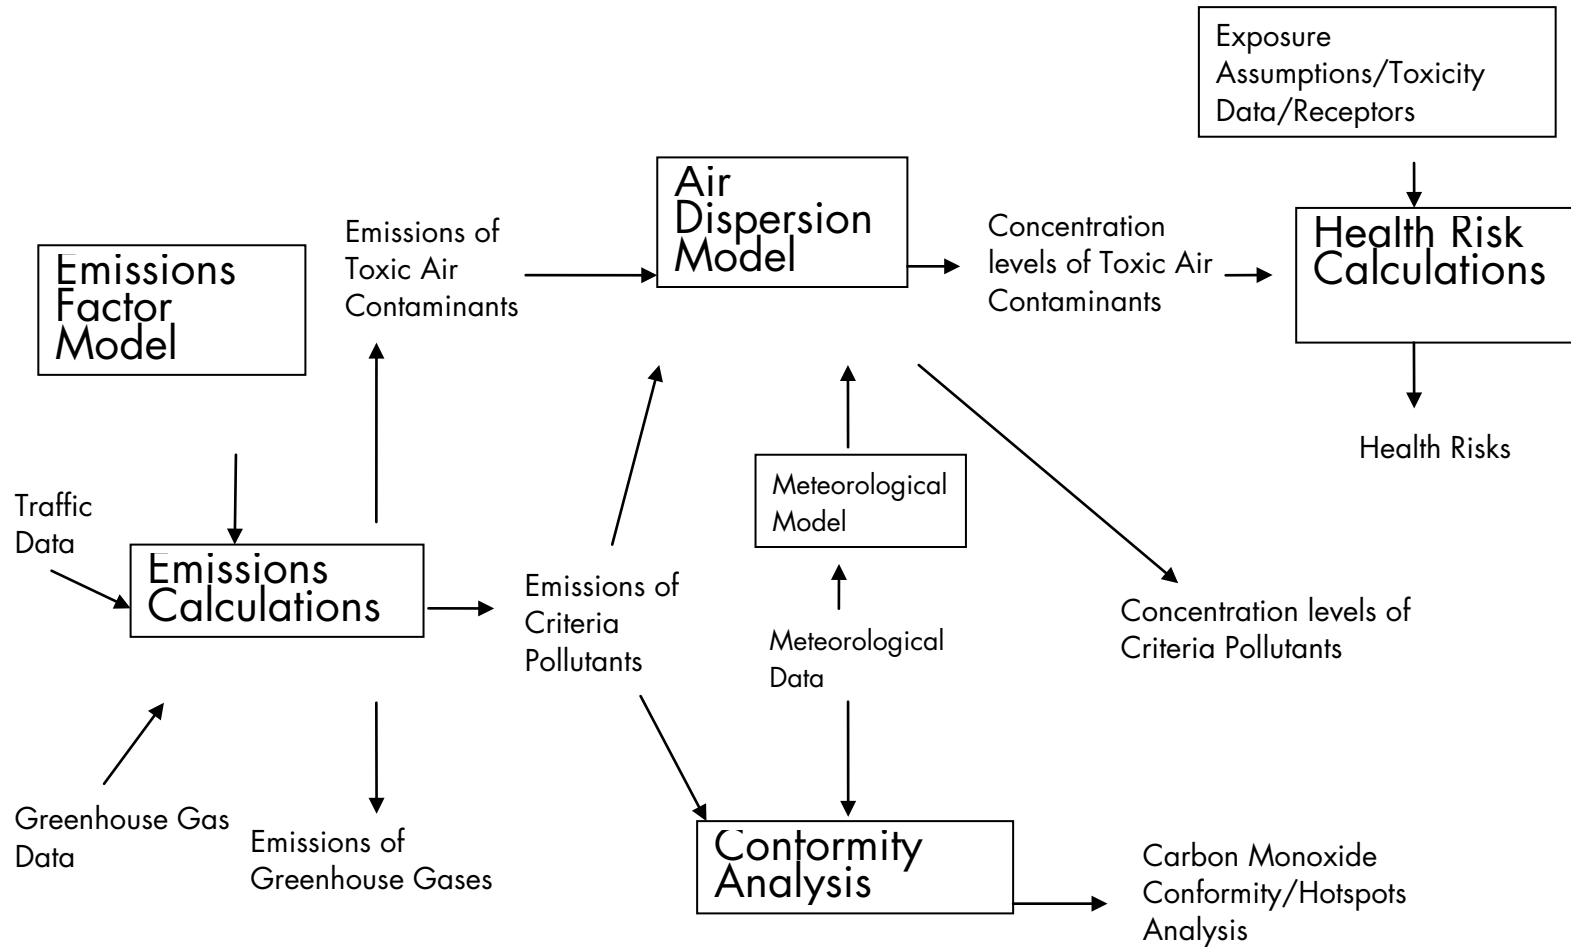 Exposure
Assumptions/Toxicity
Data/Receptors
Air
Dispersion
Model
Emissions of
Toxic Air
Contaminants
Concentration
levels of Toxic Air
Contaminants
Health Risk
Calculations
Emissions
Factor
Model
Health Risks
Traffic
Data
Meteorological
Model
Emissions
Calculations
Emissions of
Criteria
Pollutants
Meteorological
Data
Concentration levels of
Criteria Pollutants
Greenhouse Gas
Data
Emissions of
Greenhouse Gases
Conformity
Analysis
Carbon Monoxide
Conformity/Hotspots
Analysis